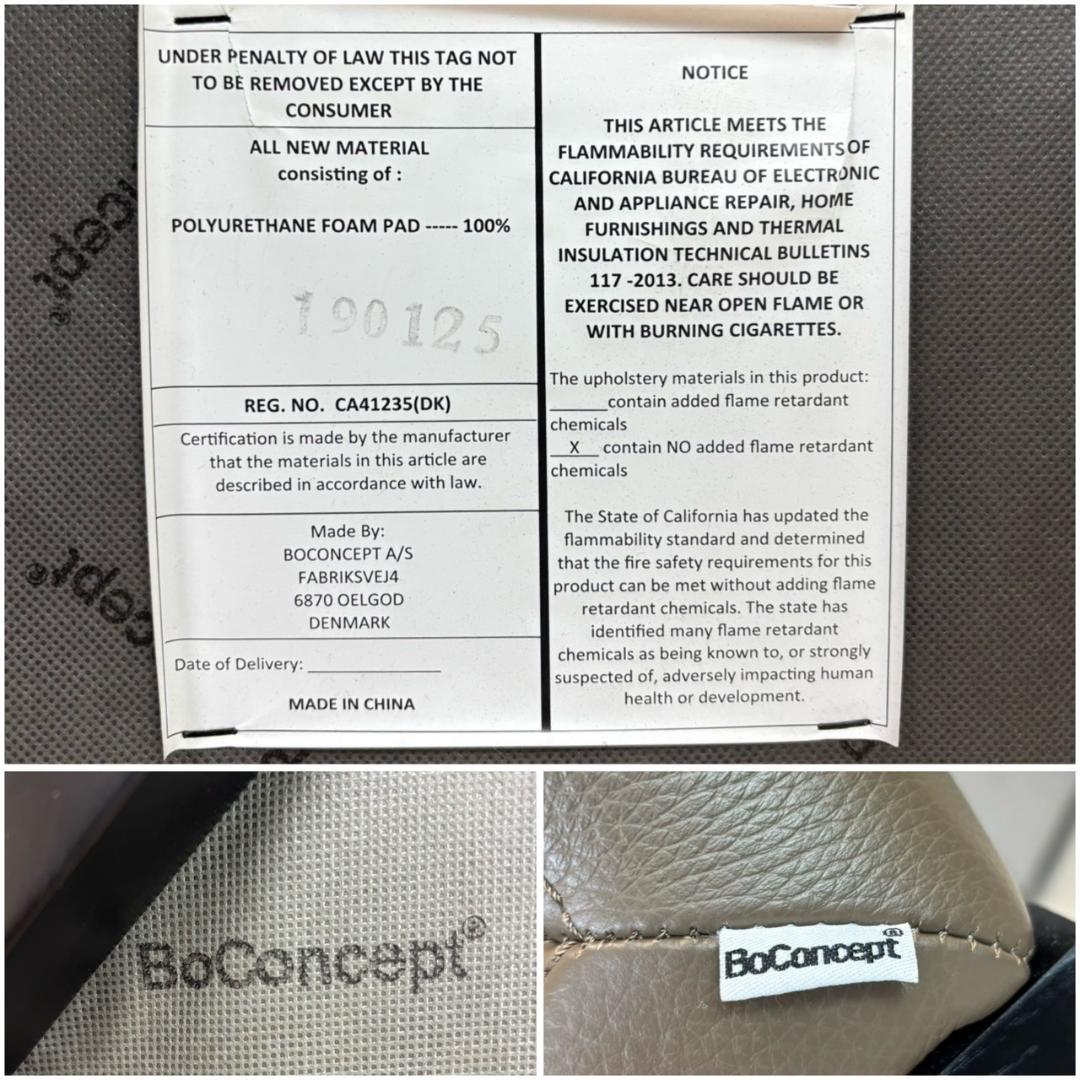 UNDER PENALTY OF LAW THIS TAG NOT
TO BE REMOVED EXCEPT BY THE
CONSUMER
ALL NEW MATERIAL
consisting of :
POLYURETHANE FOAM PAD ----- 100%
190125
REG. NO. CA41235(DK)
Certification is made by the manufacturer
that the materials in this article are
described in accordance with law.
Made By:
BOCONCEPT A/S
FABRIKSVEJ4
6870 OELGOD
DENMARK
Date of Delivery: ____________
MADE IN CHINA
NOTICE
THIS ARTICLE MEETS THE
FLAMMABILITY REQUIREMENTS OF
CALIFORNIA BUREAU OF ELECTRONIC
AND APPLIANCE REPAIR, HOME
FURNISHINGS AND THERMAL
INSULATION TECHNICAL BULLETINS
117 -2013. CARE SHOULD BE
EXERCISED NEAR OPEN FLAME OR
WITH BURNING CIGARETTES.
The upholstery materials in this product:
______contain added flame retardant
chemicals
__X__ contain NO added flame retardant
chemicals
The State of California has updated the
flammability standard and determined
that the fire safety requirements for this
product can be met without adding flame
retardant chemicals. The state has
identified many flame retardant
chemicals as being known to, or strongly
suspected of, adversely impacting human
health or development.
cept®
cept®
BoConcept®
BoConcept®